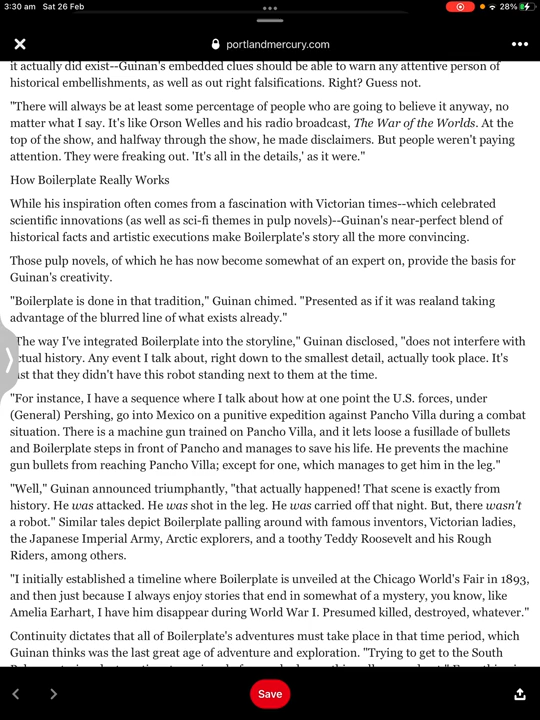 3:30 am Sat 26 Feb
28%
portlandmercury.com
it actually did exist--Guinan's embedded clues should be able to warn any attentive person of
historical embellishments, as well as out right falsifications. Right? Guess not.
"There will always be at least some percentage of people who are going to believe it anyway, no
matter what I say. It's like Orson Welles and his radio broadcast, The War of the Worlds. At the
top of the show, and halfway through the show, he made disclaimers. But people weren't paying
attention. They were freaking out. 'It's all in the details,' as it were."
How Boilerplate Really Works
While his inspiration often comes from a fascination with Victorian times--which celebrated
scientific innovations (as well as sci-fi themes in pulp novels)--Guinan's near-perfect blend of
historical facts and artistic executions make Boilerplate's story all the more convincing.
Those pulp novels, of which he has now become somewhat of an expert on, provide the basis for
Guinan's creativity.
"Boilerplate is done in that tradition," Guinan chimed. "Presented as if it was realand taking
advantage of the blurred line of what exists already."
The way I've integrated Boilerplate into the storyline," Guinan disclosed, "does not interfere with
ctual history. Any event I talk about, right down to the smallest detail, actually took place. It's
ust that they didn't have this robot standing next to them at the time.
"For instance, I have a sequence where I talk about how at one point the U.S. forces, under
(General) Pershing, go into Mexico on a punitive expedition against Pancho Villa during a combat
situation. There is a machine gun trained on Pancho Villa, and it lets loose a fusillade of bullets
and Boilerplate steps in front of Pancho and manages to save his life. He prevents the machine
gun bullets from reaching Pancho Villa; except for one, which manages to get him in the leg."
"Well," Guinan announced triumphantly, "that actually happened! That scene is exactly from
history. He was attacked. He was shot in the leg. He was carried off that night. But, there wasn't
a robot." Similar tales depict Boilerplate palling around with famous inventors, Victorian ladies,
the Japanese Imperial Army, Arctic explorers, and a toothy Teddy Roosevelt and his Rough
Riders, among others.
"I initially established a timeline where Boilerplate is unveiled at the Chicago World's Fair in 1893,
and then just because I always enjoy stories that end in somewhat of a mystery, you know, like
Amelia Earhart, I have him disappear during World War I. Presumed killed, destroyed, whatever."
Continuity dictates that all of Boilerplate's adventures must take place in that time period, which
Guinan thinks was the last great age of adventure and exploration. "Trying to get to the South
Save